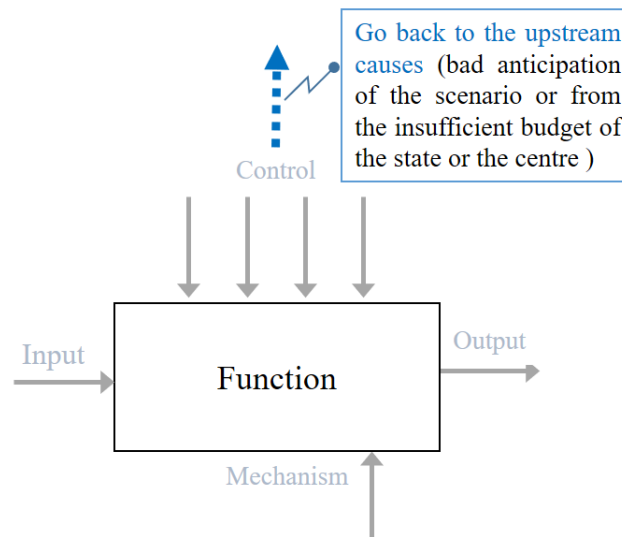 Go back to the upstream
causes (bad anticipation
of the scenario or from
the insufficient budget of
the state or the centre )
Control
Input
Output
Function
Mechanism